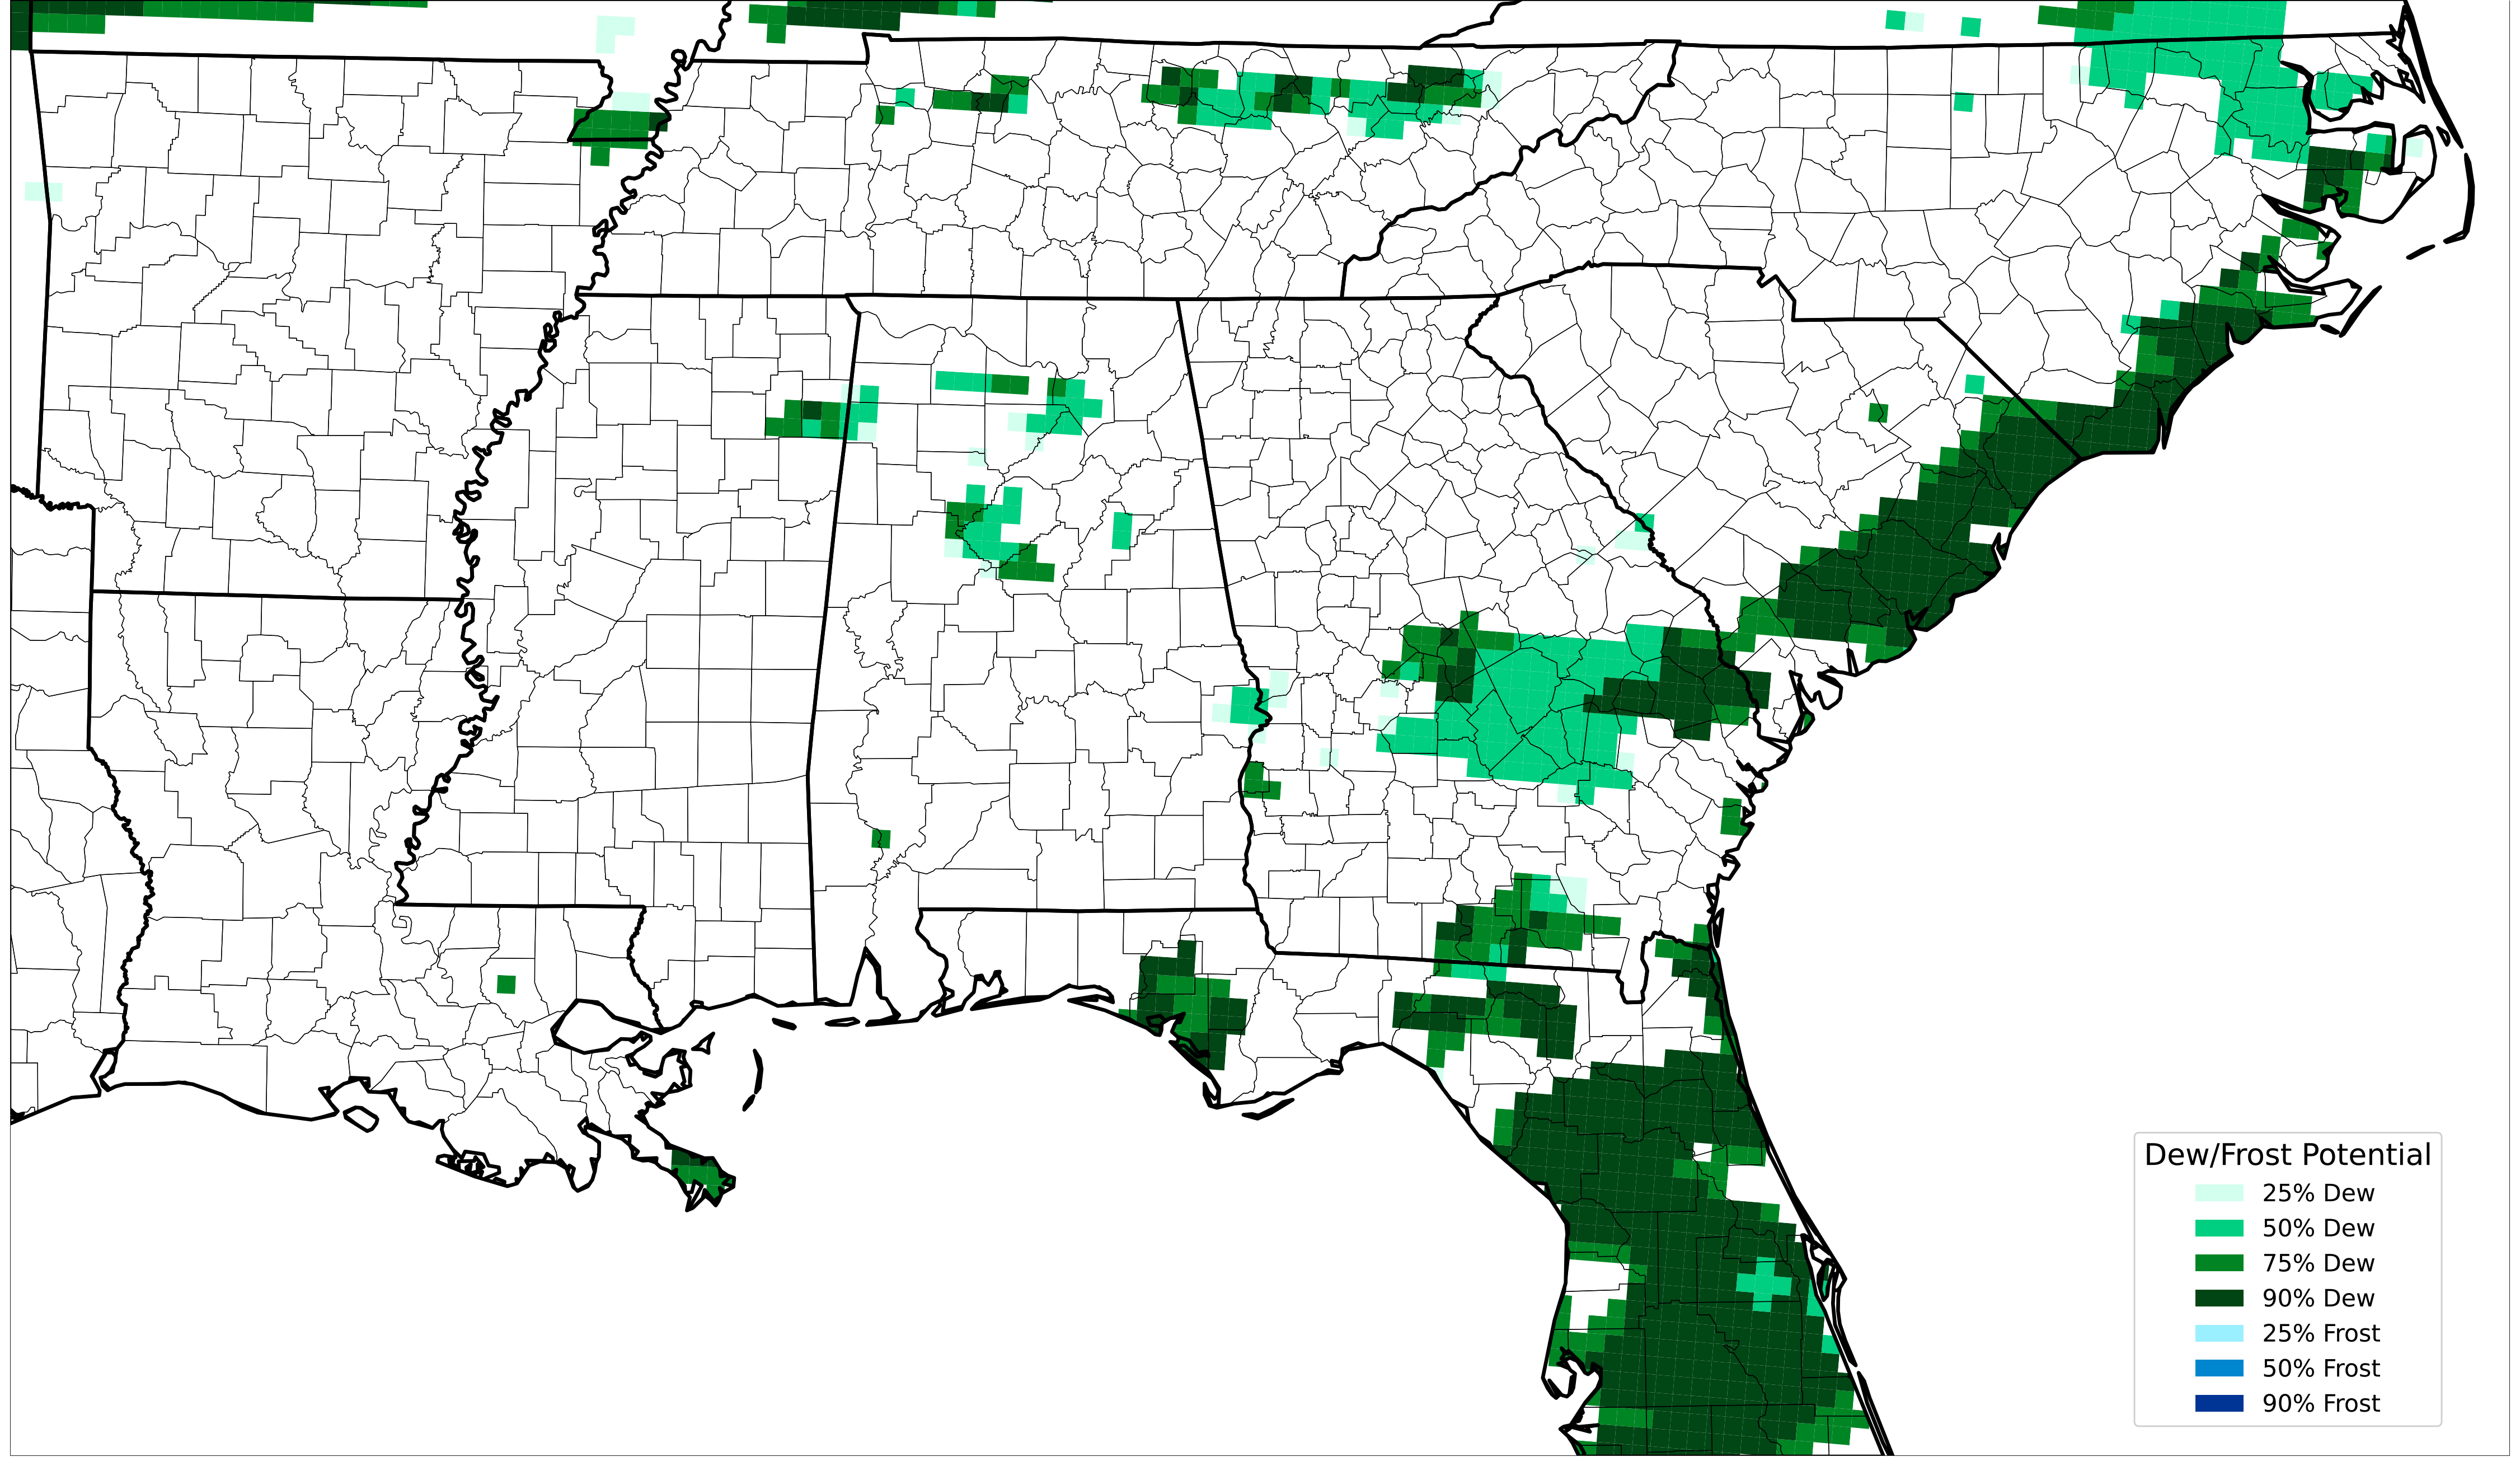 Dew/Frost Potential
25% Dew
50% Dew
75% Dew
90% Dew
25% Frost
50% Frost
90% Frost